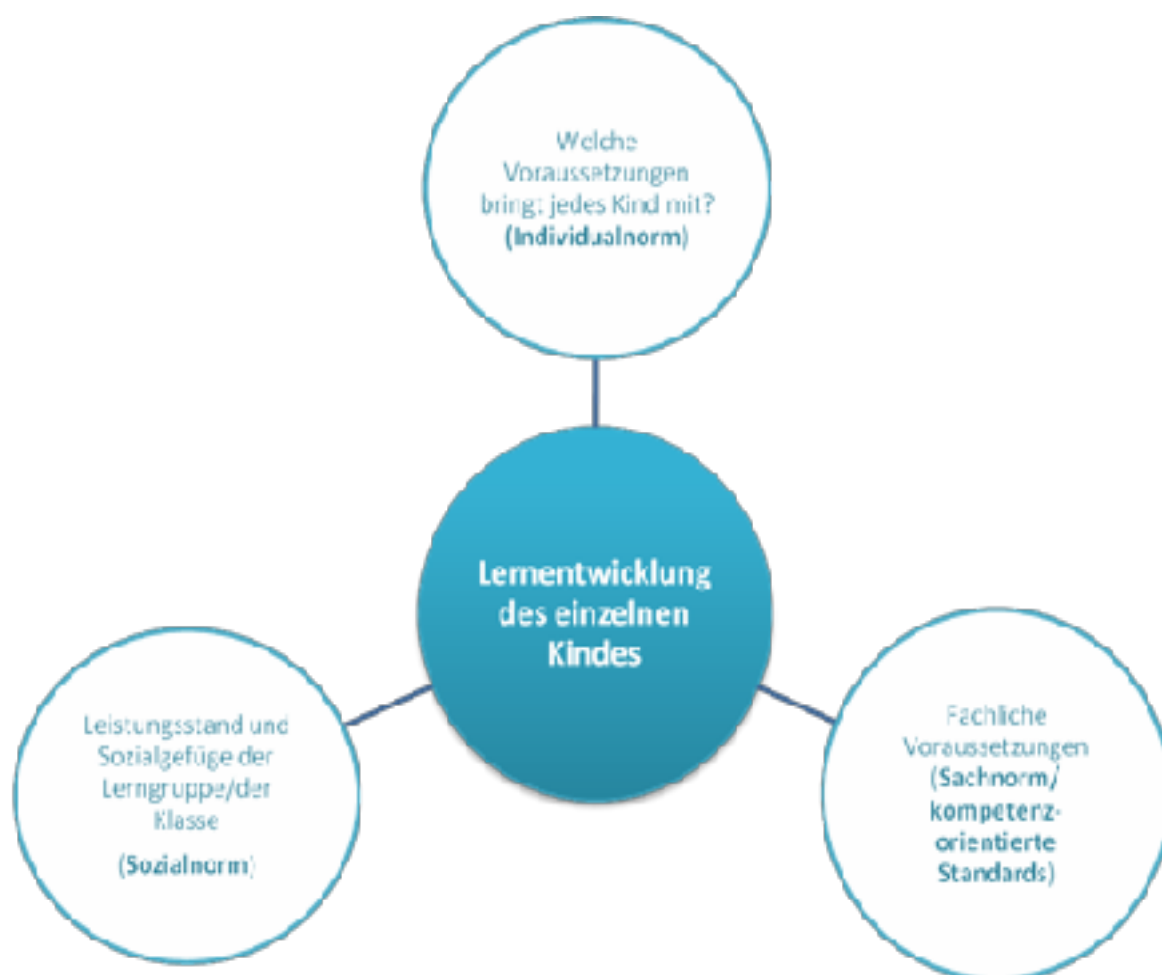 Welche
Voraussetzungen
bringt jedes Kind mit?
(Individualnorm)
Lernentwicklung
des einzelnen
Kindes
Leistungsstand und
Sozialgefüge der
Lerngruppe/der
Klasse
(Sozialnorm)
Fachliche
Voraussetzungen
(Sachnorm/
kompetenz-
orientierte
Standards)